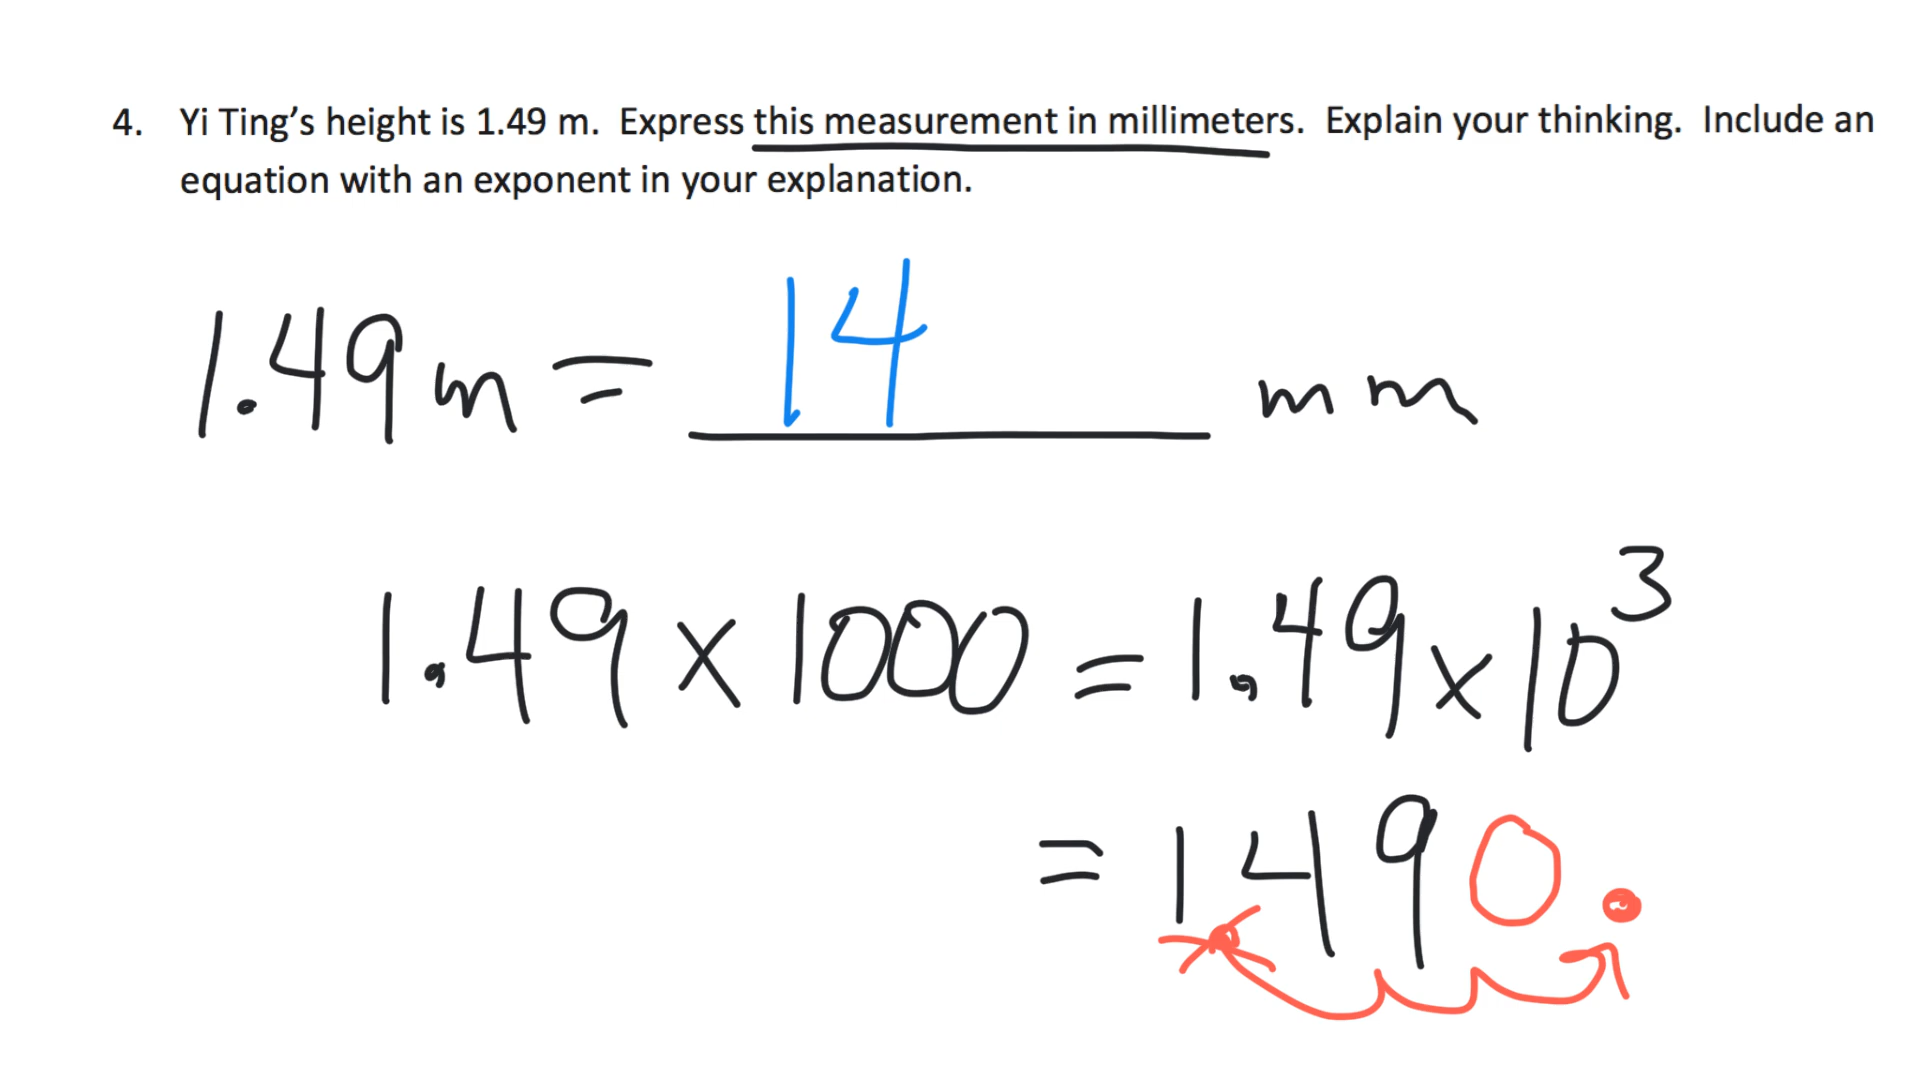 4. Yi Ting's height is 1.49 m. Express this measurement in millimeters. Explain your thinking. Include an
equation with an exponent in your explanation.
1.49 m = 14 mm
1.49 x 1000 = 1.49 x 10³
= 1490.